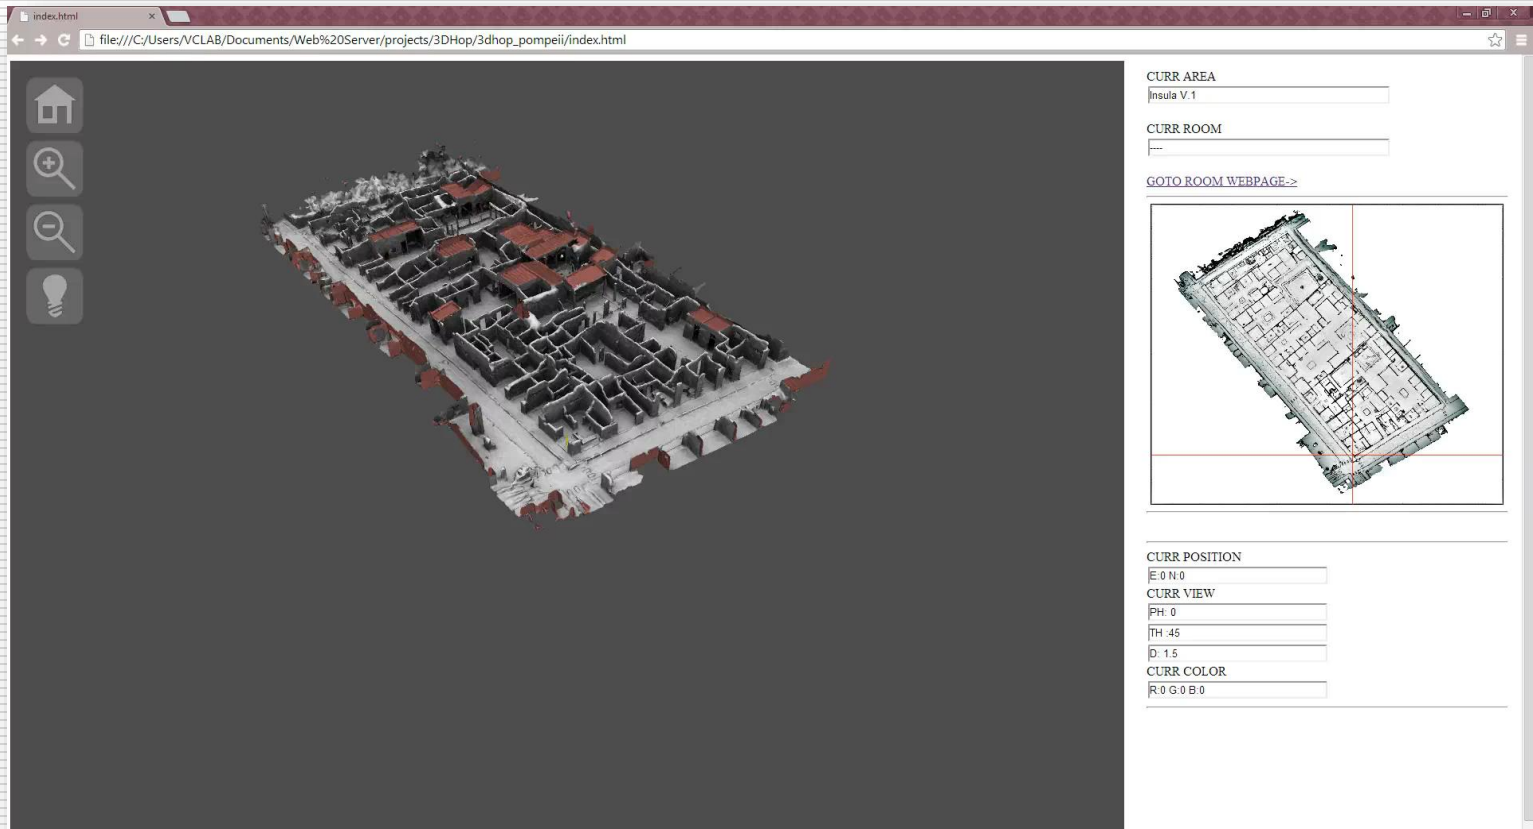 index.html
file:///C:/Users/VCLAB/Documents/Web%20Server/projects/3DHop/3dhop_pompeii/index.html
CURR AREA
Insula V.1
CURR ROOM
----
GOTO ROOM WEBPAGE->
CURR POSITION
E:0 N:0
CURR VIEW
PH: 0
TH :45
D: 1.5
CURR COLOR
R:0 G:0 B:0